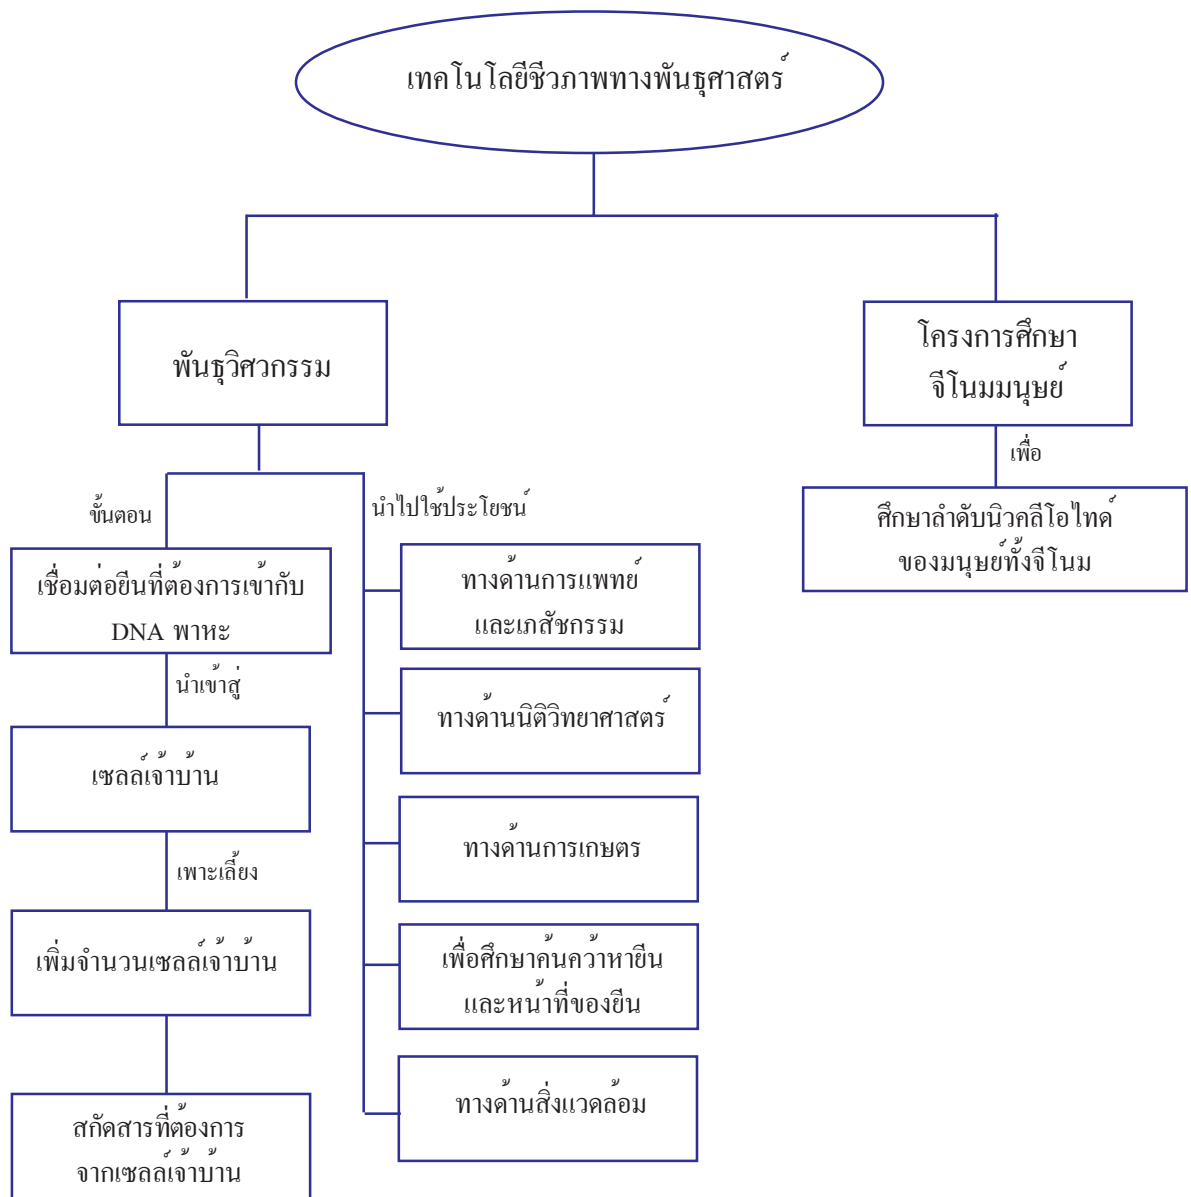 เทคโนโลยีชีวภาพทางพันธุศาสตร์
พันธุวิศวกรรม
โครงการศึกษา
จีโนมมนุษย์
เพื่อ
ศึกษาลำดับนิวคลีโอไทด์
ของมนุษย์ทั้งจีโนม
ขั้นตอน
เชื่อมต่อยีนที่ต้องการเข้ากับ
DNA พาหะ
นำเข้าสู่
เซลล์เจ้าบ้าน
เพาะเลี้ยง
เพิ่มจำนวนเซลล์เจ้าบ้าน
สกัดสารที่ต้องการ
จากเซลล์เจ้าบ้าน
นำไปใช้ประโยชน์
ทางด้านการแพทย์
และเภสัชกรรม
ทางด้านนิติวิทยาศาสตร์
ทางด้านการเกษตร
เพื่อศึกษาค้นคว้าหายีน
และหน้าที่ของยีน
ทางด้านสิ่งแวดล้อม